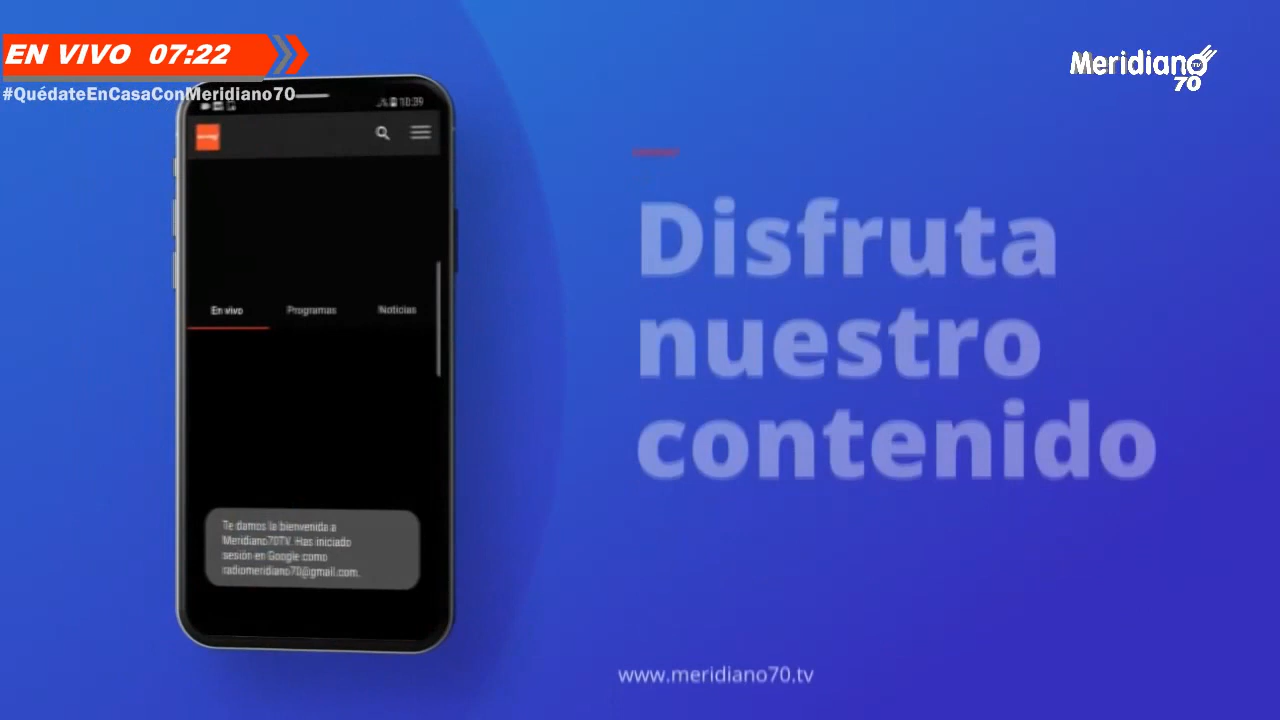 EN VIVO 07:22
#QuédateEnCasaConMeridiano70
Meridiano
TV
70
10:39
En vivo Programas Noticias
Te damos la bienvenida a
Meridiano70TV. Has iniciado
sesión en Google como
radiomeridiano70@gmail.com.
Disfruta
nuestro
contenido
www.meridiano70.tv